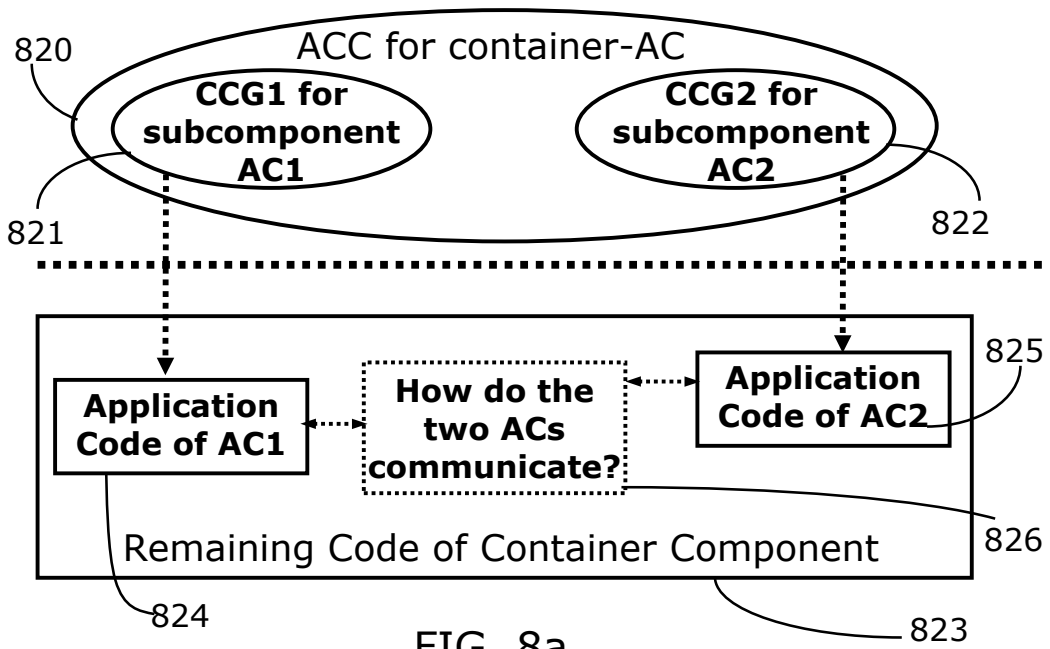 820
ACC for container-AC
CCG1 for
subcomponent
AC1
CCG2 for
subcomponent
AC2
821
822
825
Application
Code of AC1
How do the
two ACs
communicate?
Application
Code of AC2
826
Remaining Code of Container Component
824
823
FIG. 8a